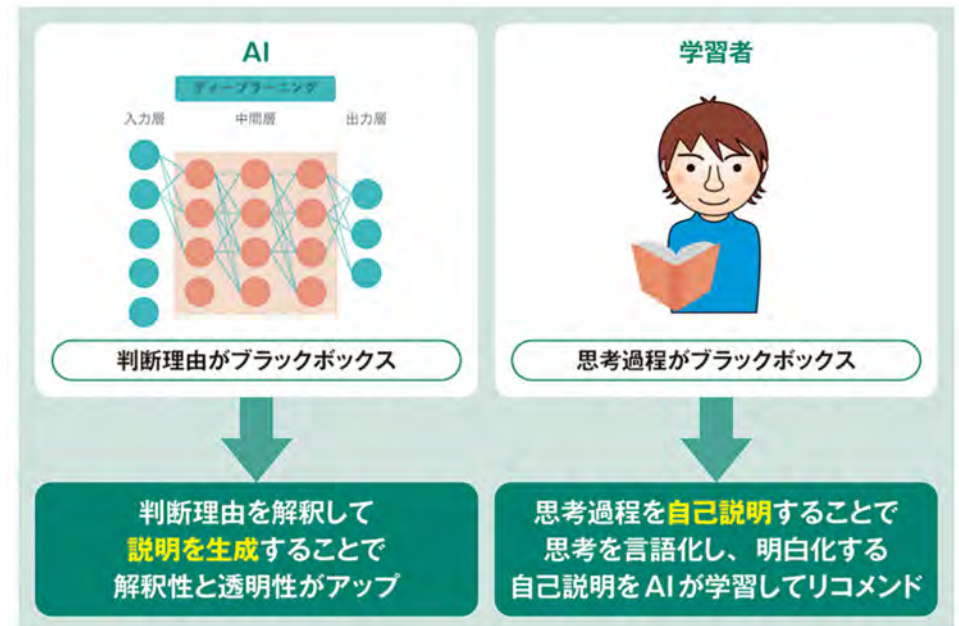 AI
ディープラーニング
入力層
中間層
出力層
判断理由がブラックボックス
判断理由を解釈して
説明を生成することで
解釈性と透明性がアップ
学習者
思考過程がブラックボックス
思考過程を自己説明することで
思考を言語化し、明白化する
自己説明をAIが学習してリコメンド